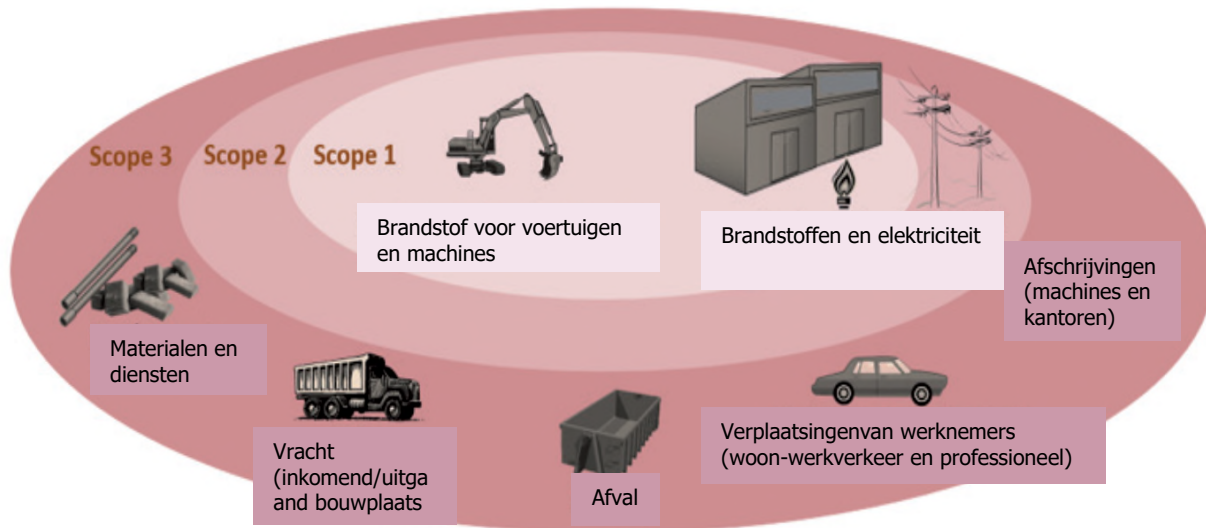 Scope 3
Scope 2
Scope 1
Brandstof voor voertuigen
en machines
Brandstoffen en elektriciteit
Afschrijvingen
(machines en
kantoren)
Materialen en
diensten
Vracht
(inkomend/uitga
and bouwplaats
Afval
Verplaatsingenvan werknemers
(woon-werkverkeer en professioneel)